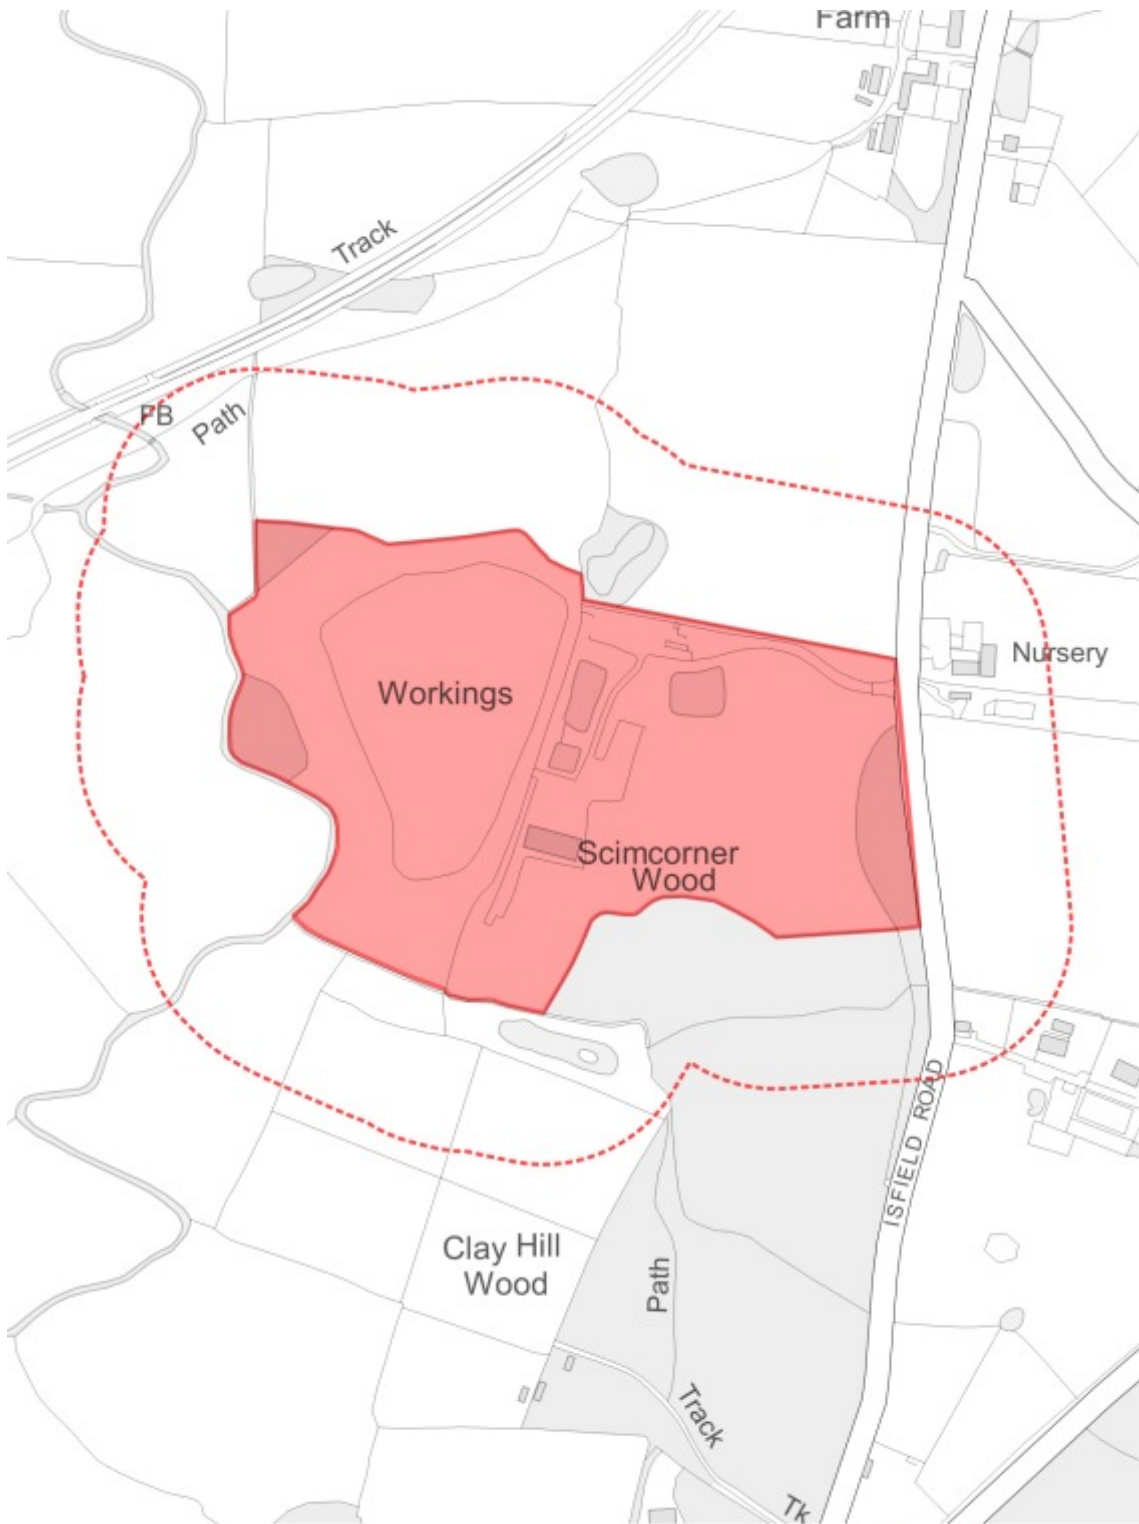 Farm
Track
FB
Path
Nursery
Workings
Scimcorner
Wood
ISFIELD ROAD
Clay Hill
Wood
Path
Track
Tk